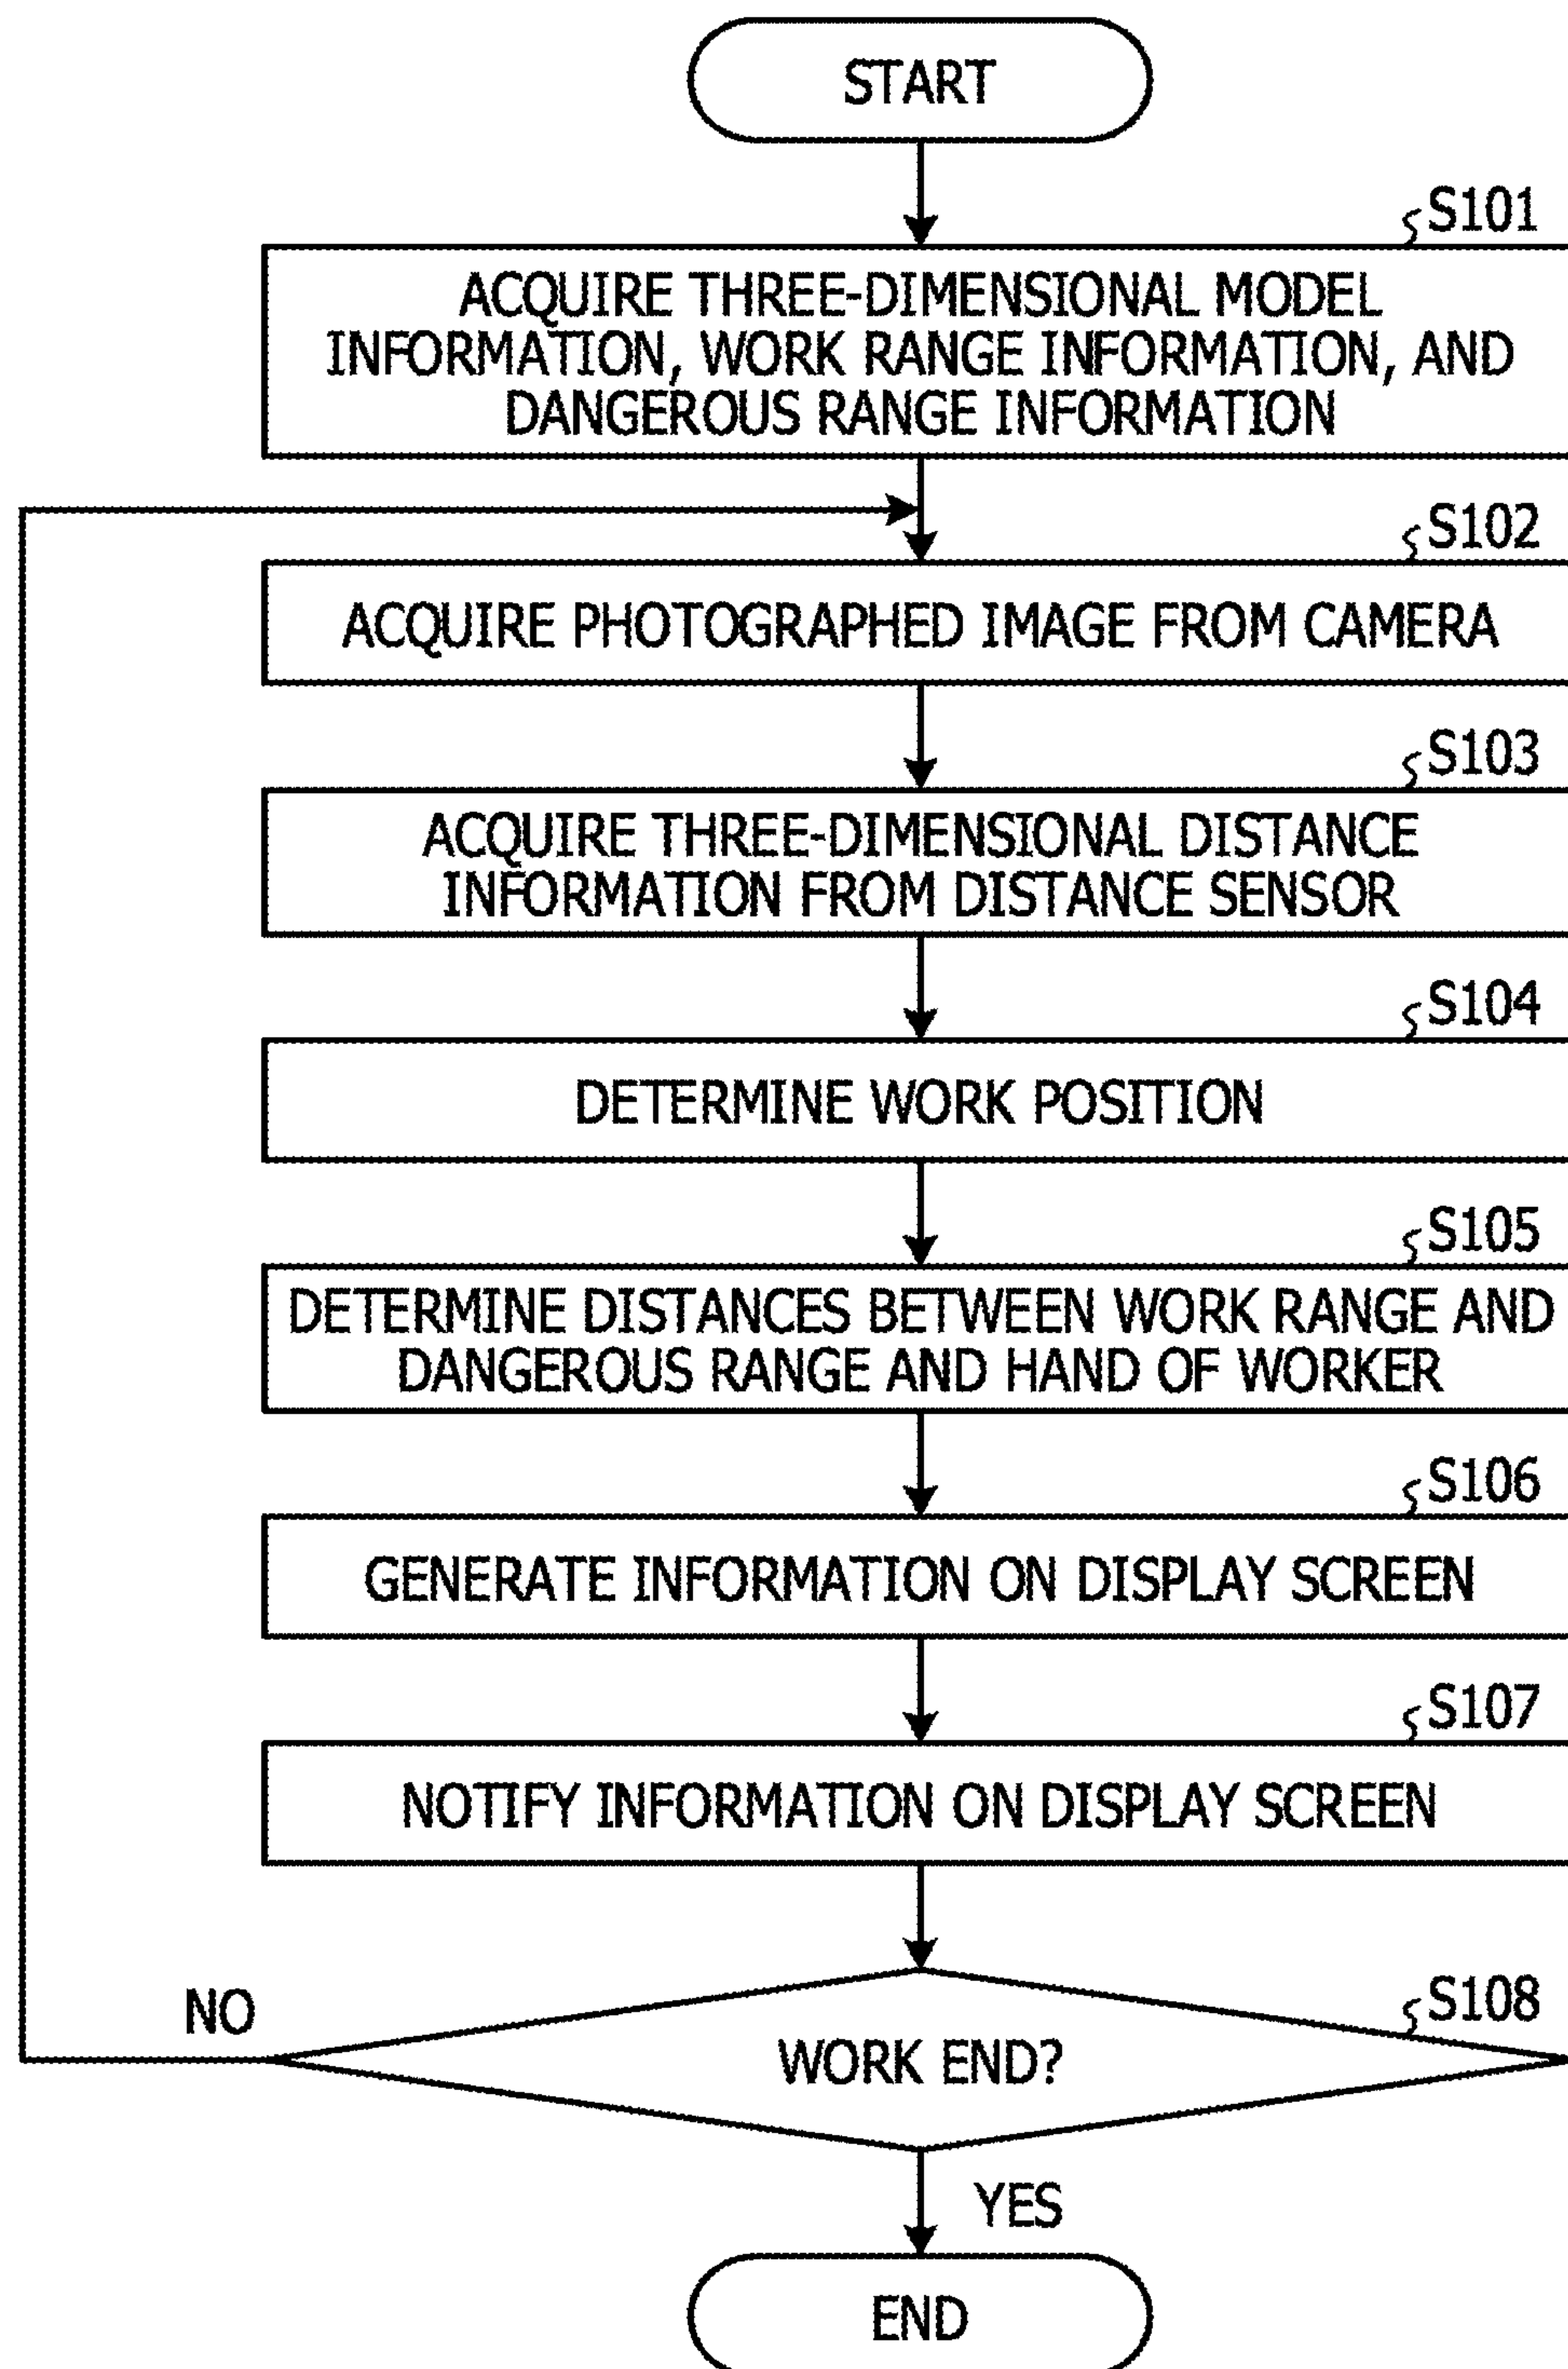 START
S101
ACQUIRE THREE-DIMENSIONAL MODEL
INFORMATION, WORK RANGE INFORMATION, AND
DANGEROUS RANGE INFORMATION
S102
ACQUIRE PHOTOGRAPHED IMAGE FROM CAMERA
S103
ACQUIRE THREE-DIMENSIONAL DISTANCE
INFORMATION FROM DISTANCE SENSOR
S104
DETERMINE WORK POSITION
S105
DETERMINE DISTANCES BETWEEN WORK RANGE AND
DANGEROUS RANGE AND HAND OF WORKER
S106
GENERATE INFORMATION ON DISPLAY SCREEN
S107
NOTIFY INFORMATION ON DISPLAY SCREEN
S108
NO
WORK END?
YES
END